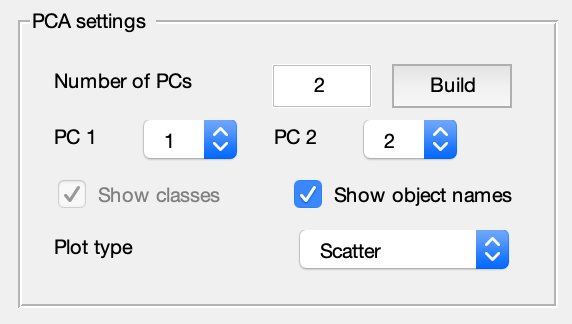 PCA settings
Number of PCs 2 Build
PC 1 1 PC 2 2
Show classes Show object names
Plot type Scatter